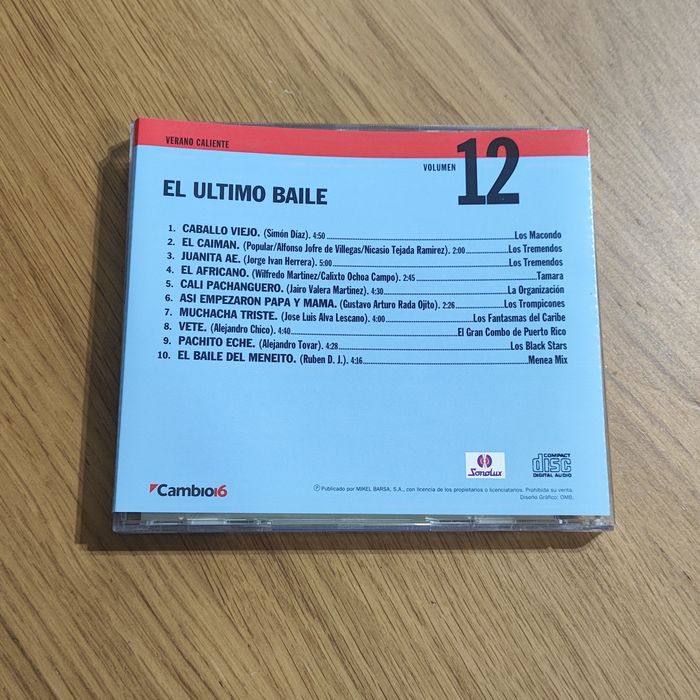 VERANO CALIENTE
VOLUMEN 12
EL ULTIMO BAILE
1. CABALLO VIEJO. (Simón Díaz). 4:50 Los Macondo
2. EL CAIMAN. (Popular/Alfonso Jofre de Villegas/Nicasio Tejada Ramirez). 2:00 Los Tremendos
3. JUANITA AE. (Jorge Ivan Herrera). 5:00 Los Tremendos
4. EL AFRICANO. (Wilfredo Martinez/Calixto Ochoa Campo). 2:45 Tamara
5. CALI PACHANGUERO. (Jairo Valera Martinez). 4:30 La Organización
6. ASI EMPEZARON PAPA Y MAMA. (Gustavo Arturo Rada Ojito). 2:26 Los Trompicones
7. MUCHACHA TRISTE. (Jose Luis Alva Lescano). 4:00 Los Fantasmas del Caribe
8. VETE. (Alejandro Chico). 4:40 El Gran Combo de Puerto Rico
9. PACHITO ECHE. (Alejandro Tovar). 4:28 Los Black Stars
10. EL BAILE DEL MENEITO. (Ruben D. J.). 4:16 Menea Mix
Sonolux
COMPACT
disc
DIGITAL AUDIO
Cambio16
Ⓟ Publicado por MIKEL BARSA, S.A., con licencia de los propietarios o licenciatarios. Prohibida su venta.
Diseño Gráfico: OMB.